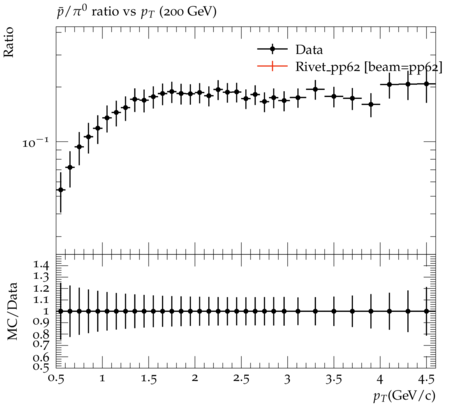 p̄/π⁰ ratio vs p_T (200 GeV)
Ratio
Data
Rivet_pp62 [beam=pp62]
10⁻¹
MC/Data
1.4
1.3
1.2
1.1
1
0.9
0.8
0.7
0.6
0.5
0.5 1 1.5 2 2.5 3 3.5 4 4.5
p_T(GeV/c)